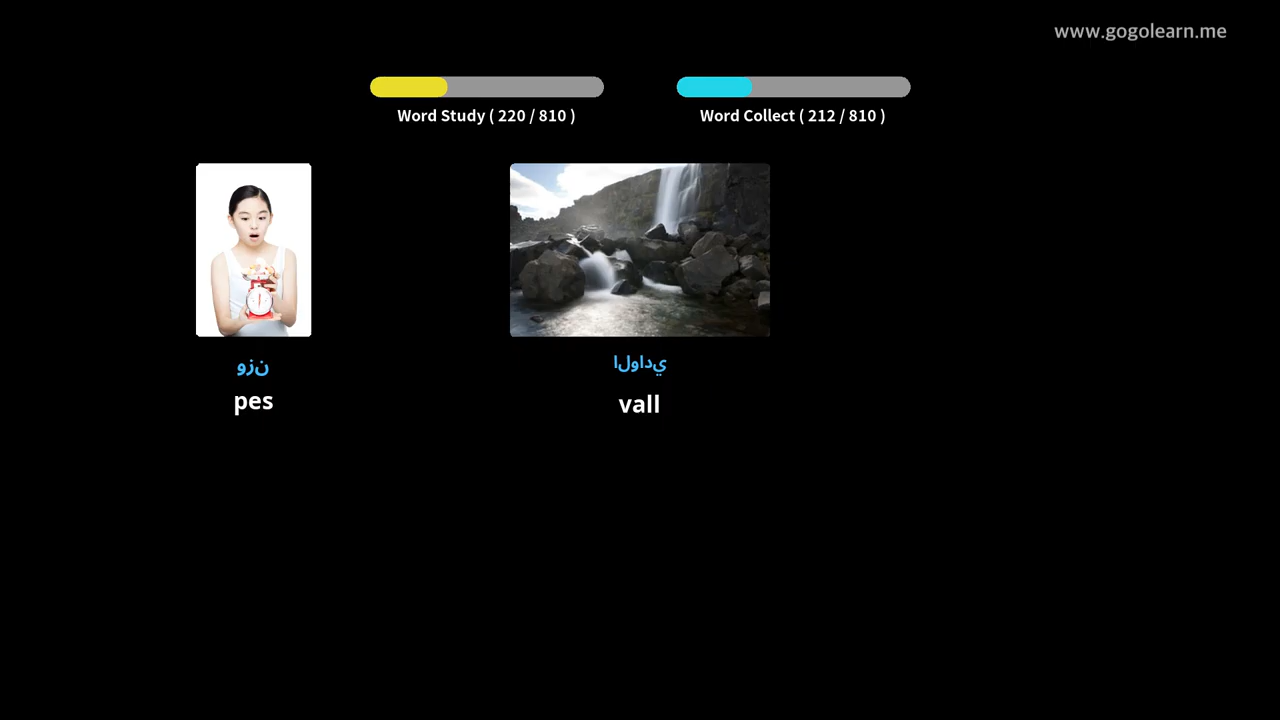 www.gogolearn.me
Word Study ( 220 / 810 )
Word Collect ( 212 / 810 )
وزن
pes
الوادي
vall